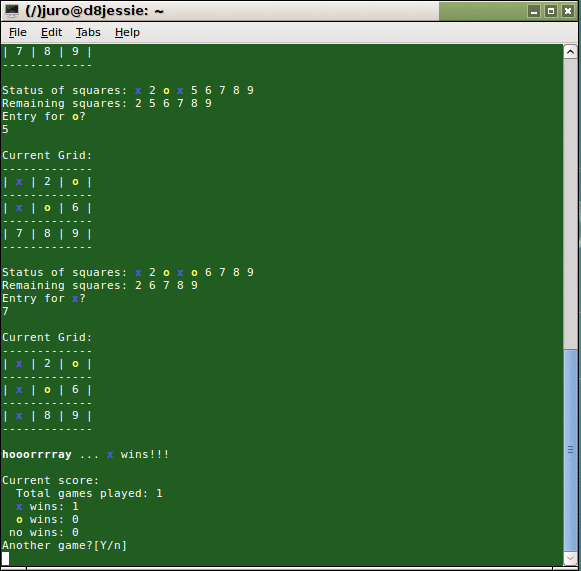 (/)juro@d8jessie: ~
File Edit Tabs Help
| 7 | 8 | 9 |
-------------
Status of squares: x 2 o x 5 6 7 8 9
Remaining squares: 2 5 6 7 8 9
Entry for o?
5
Current Grid:
-------------
| x | 2 | o |
-------------
| x | o | 6 |
-------------
| 7 | 8 | 9 |
-------------
Status of squares: x 2 o x o 6 7 8 9
Remaining squares: 2 6 7 8 9
Entry for x?
7
Current Grid:
-------------
| x | 2 | o |
-------------
| x | o | 6 |
-------------
| x | 8 | 9 |
-------------
hooorrrray ... x wins!!!
Current score:
Total games played: 1
x wins: 1
o wins: 0
no wins: 0
Another game?[Y/n]